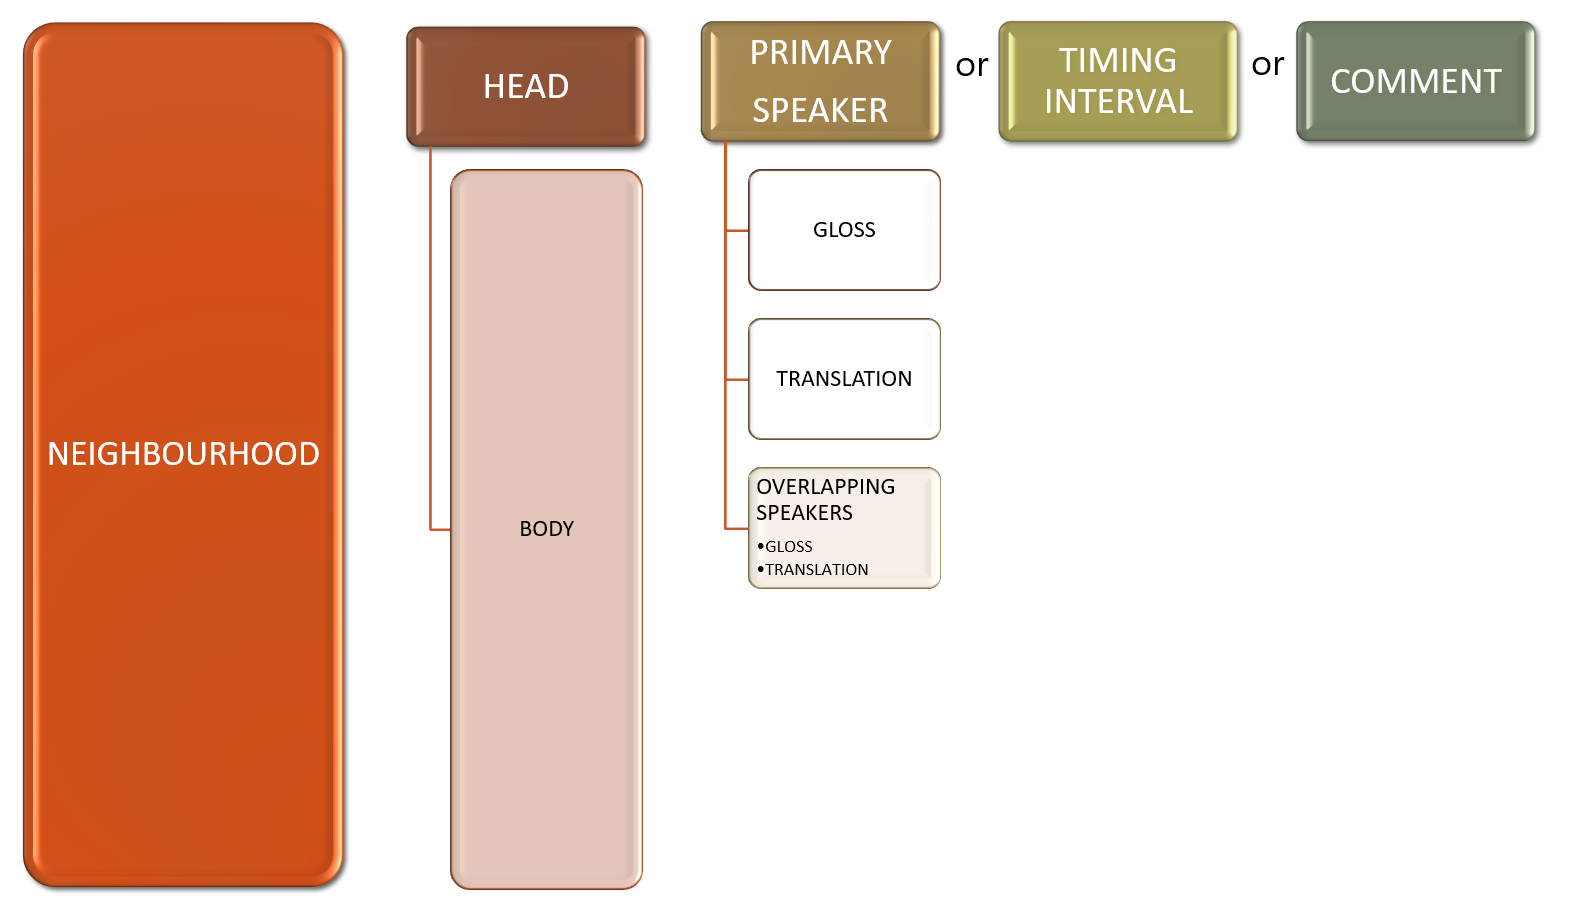 NEIGHBOURHOOD
HEAD
BODY
PRIMARY
SPEAKER
or
TIMING
INTERVAL
or
COMMENT
GLOSS
TRANSLATION
OVERLAPPING
SPEAKERS
•GLOSS
•TRANSLATION